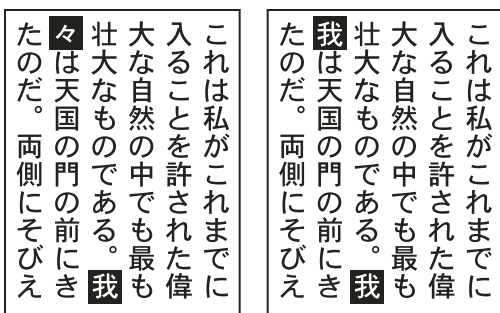 これは私がこれまでに
入ることを許された偉
大な自然の中でも最も
壮大なものである。我
々は天国の門の前にき
たのだ。両側にそびえ
これは私がこれまでに
入ることを許された偉
大な自然の中でも最も
壮大なものである。我
我は天国の門の前にき
たのだ。両側にそびえ